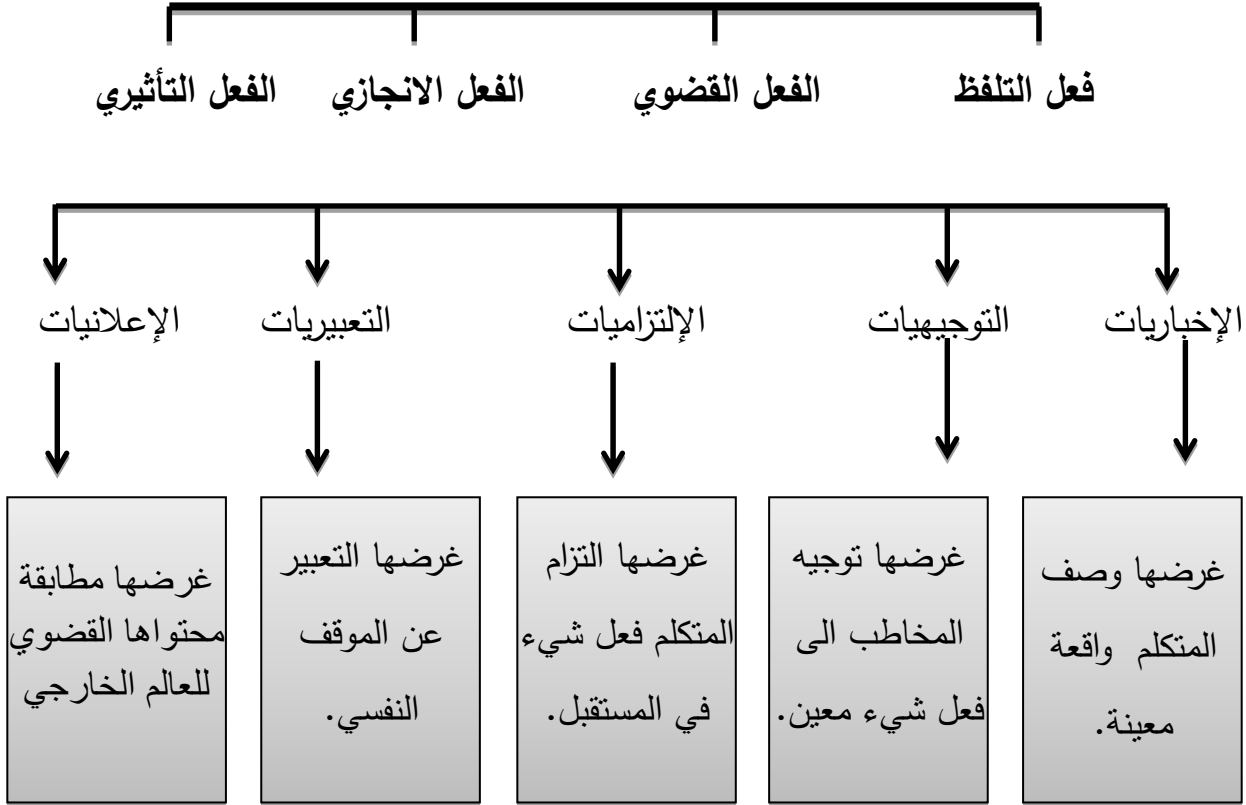 فعل التلفظ
الفعل القضوي
الفعل الانجازي
الفعل التأثيري
الإخباريات
التوجيهيات
الإلتزاميات
التعبيريات
الإعلانيات
غرضها وصف
المتكلم واقعة
معينة.
غرضها توجيه
المخاطب الى
فعل شيء معين.
غرضها التزام
المتكلم فعل شيء
في المستقبل.
غرضها التعبير
عن الموقف
النفسي.
غرضها مطابقة
محتواها القضوي
للعالم الخارجي